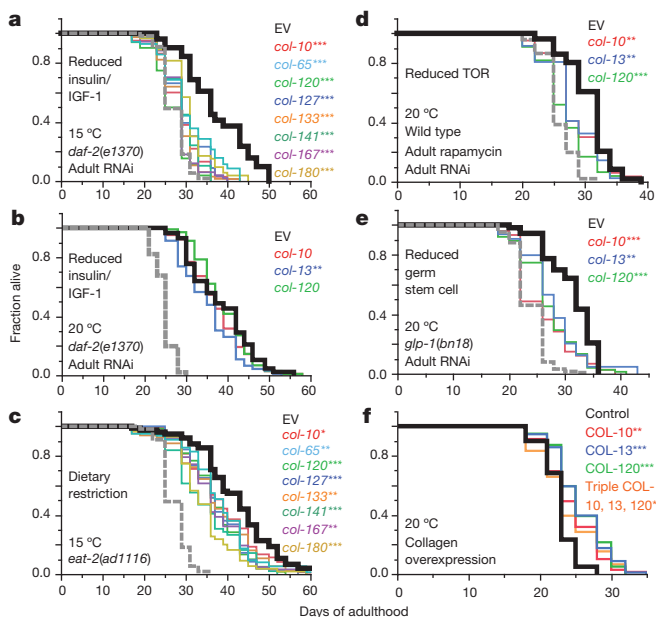 a
Reduced
insulin/
IGF-1
15 ºC
daf-2(e1370)
Adult RNAi
EV
col-10***
col-65***
col-120***
col-127***
col-133***
col-141***
col-167***
col-180***
0.8
0.4
0.0
0 10 20 30 40 50 60
b
Reduced
insulin/
IGF-1
20 ºC
daf-2(e1370)
Adult RNAi
EV
col-10
col-13**
col-120
0.8
0.4
0.0
0 10 20 30 40 50 60
c
Dietary
restriction
15 ºC
eat-2(ad1116)
EV
col-10*
col-65**
col-120***
col-127***
col-133**
col-141***
col-167**
col-180***
0.8
0.4
0.0
0 10 20 30 40 50 60
d
Reduced TOR
20 ºC
Wild type
Adult rapamycin
Adult RNAi
EV
col-10**
col-13**
col-120***
0.8
0.4
0.0
0 10 20 30 40
e
Reduced
germ
stem cell
20 ºC
glp-1(bn18)
Adult RNAi
EV
col-10***
col-13**
col-120***
0.8
0.4
0.0
0 10 20 30 40
f
20 ºC
Collagen
overexpression
Control
COL-10**
COL-13***
COL-120***
Triple COL-
10, 13, 120*
0.8
0.4
0.0
0 10 20 30
Fraction alive
Days of adulthood